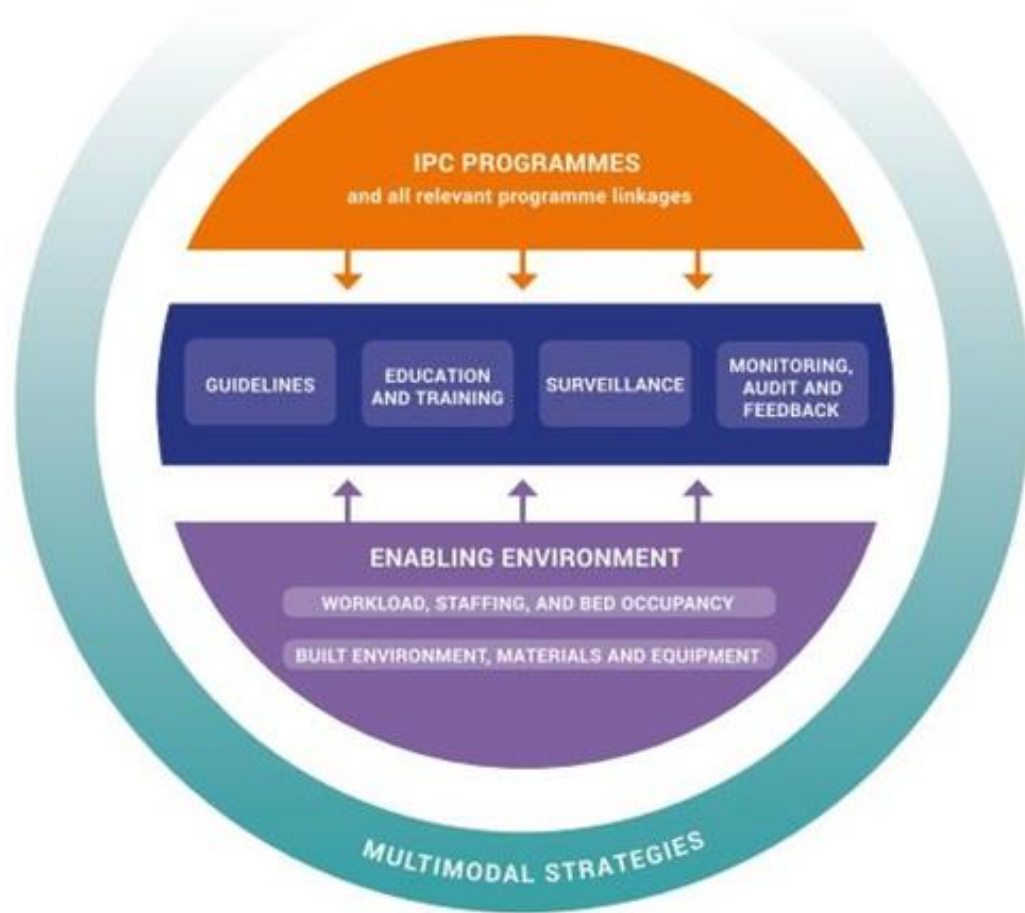 IPC PROGRAMMES
and all relevant programme linkages
GUIDELINES
EDUCATION
AND TRAINING
SURVEILLANCE
MONITORING,
AUDIT AND
FEEDBACK
ENABLING ENVIRONMENT
WORKLOAD, STAFFING, AND BED OCCUPANCY
BUILT ENVIRONMENT, MATERIALS AND EQUIPMENT
MULTIMODAL STRATEGIES